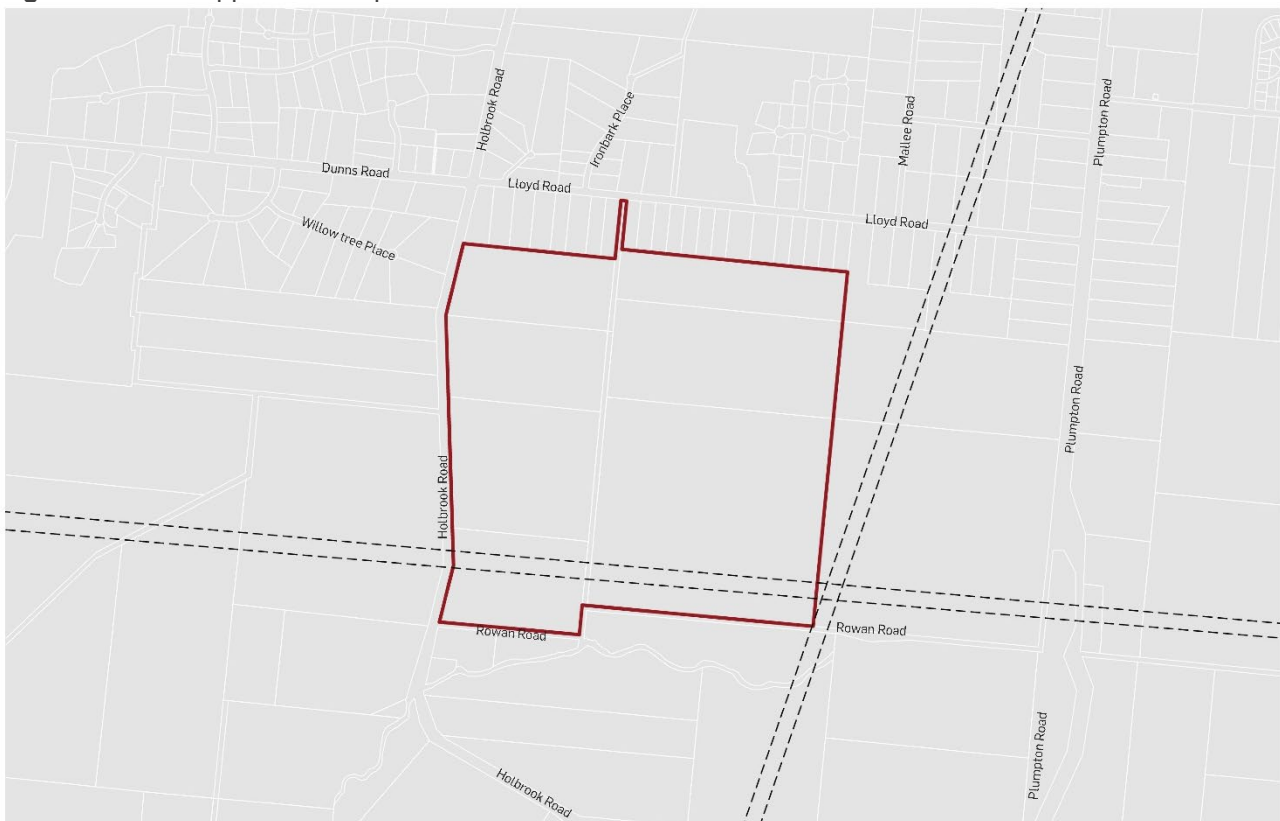 Holbrook Road
Ironbark Place
Mallee Road
Plumpton Road
Dunns Road
Lloyd Road
Willow tree Place
Lloyd Road
Plumpton Road
Holbrook Road
Rowan Road
Rowan Road
Plumpton Road
Holbrook Road